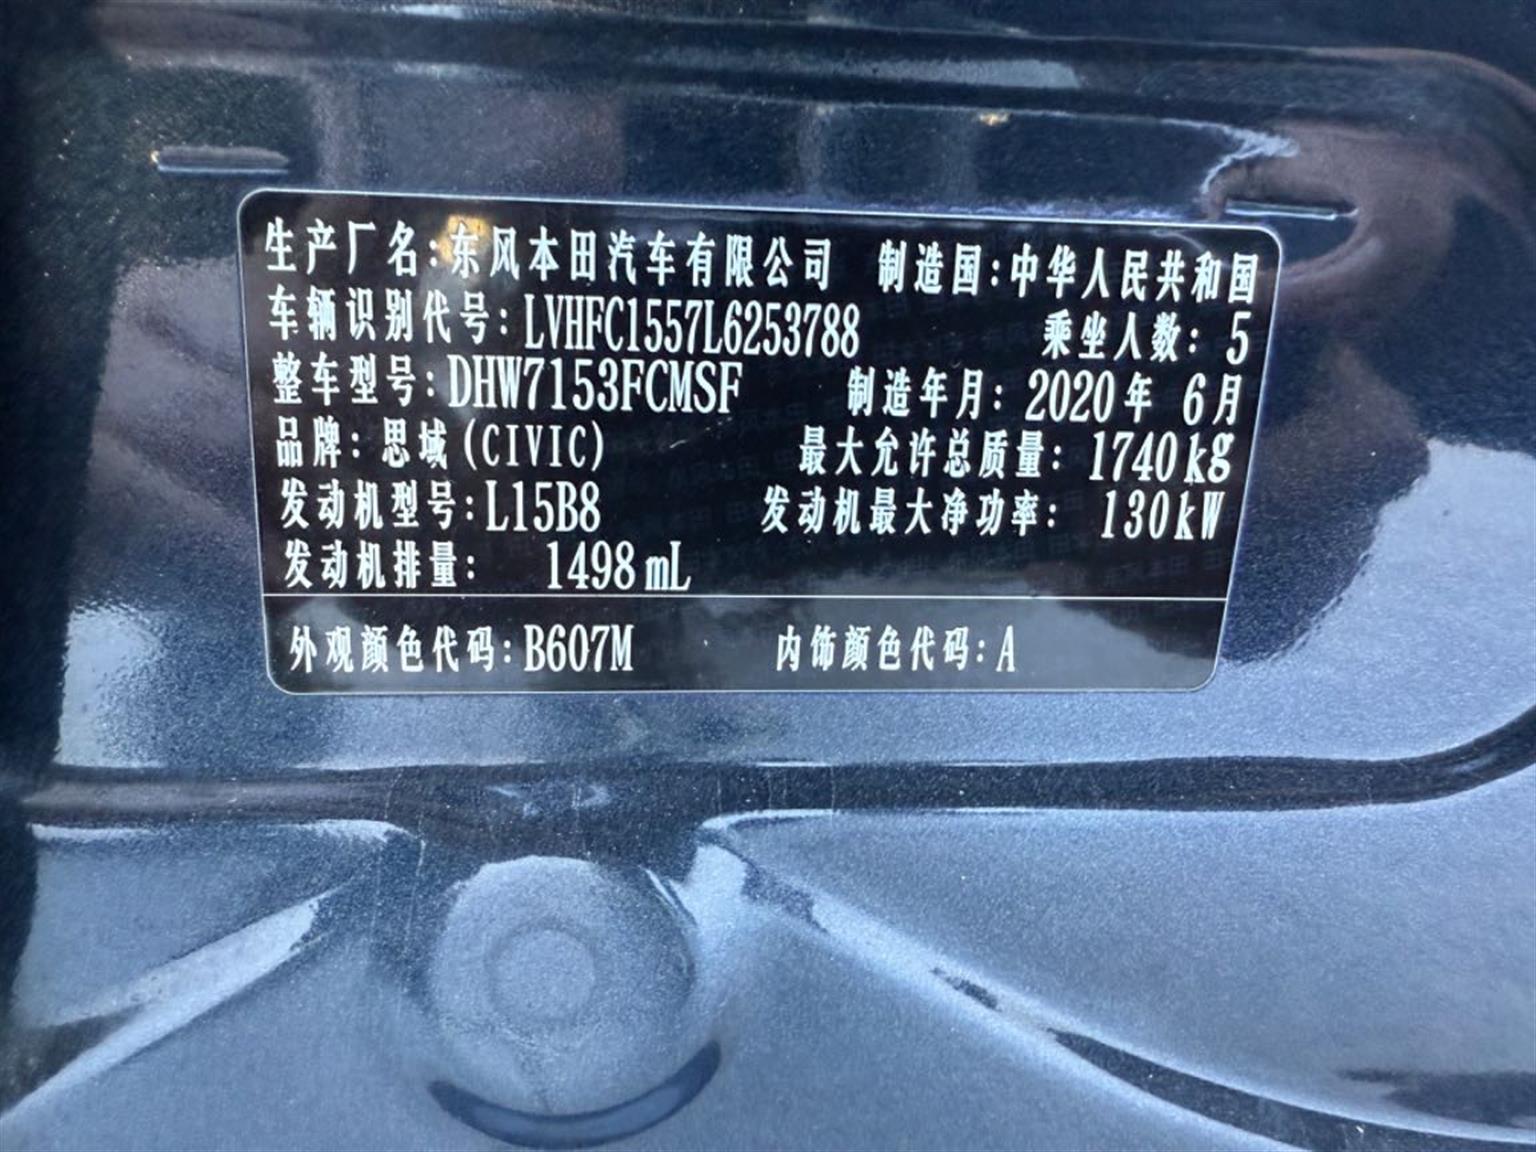 生产厂名:东风本田汽车有限公司 制造国:中华人民共和国
车辆识别代号:LVHFC1557L6253788 乘坐人数:5
整车型号:DHW7153FCMSF 制造年月:2020年 6月
品牌:思域(CIVIC) 最大允许总质量:1740kg
发动机型号:L15B8 发动机最大净功率:130kW
发动机排量: 1498mL
外观颜色代码:B607M 内饰颜色代码:A